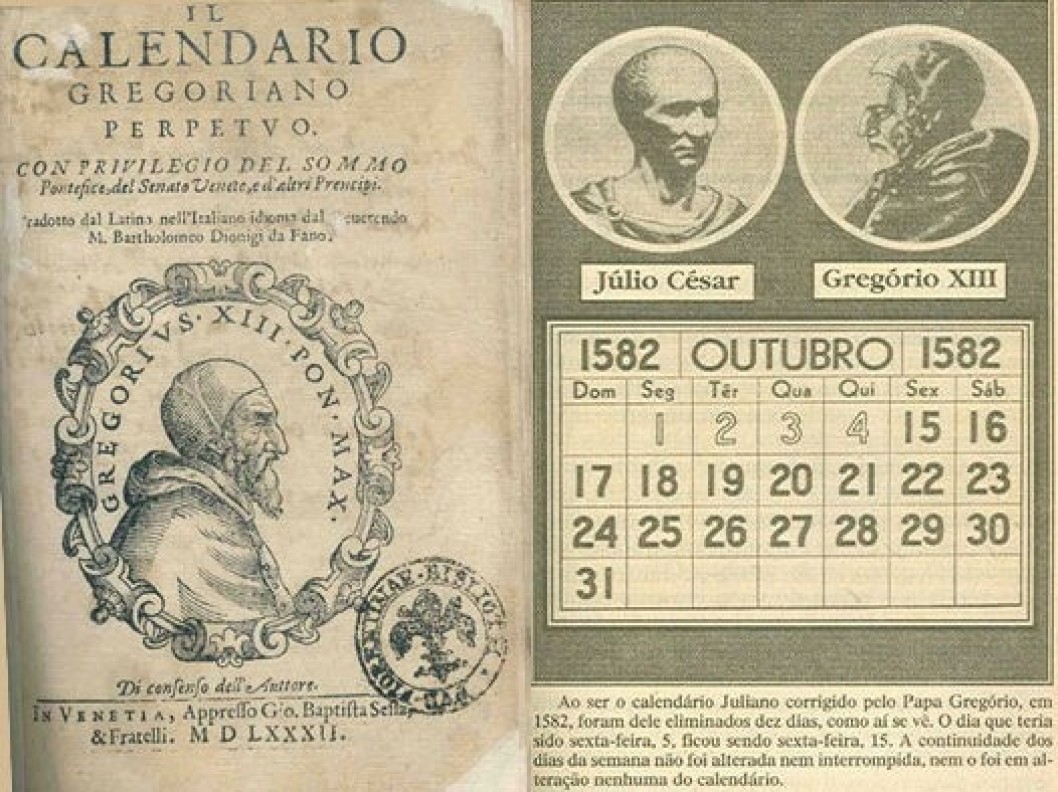 IL
CALENDARIO
GREGORIANO
PERPETVO.
CON PRIVILEGIO DEL SOMMO
Pontefice, del Senato Veneto, e d'altri Prencipi.
radotto dal Latino nell'Italiano idioma dal euerendo
M. Bartholomeo Dionigi da Fano.
GREGORIVS· XIII· PON· MAX·
BIBLIOT
Di consenso dell'Auttore.
IN VENETIA, Appresso Gio. Baptista Sessa,
& Fratelli. M D LXXXII.
Júlio César
Gregório XIII
1582 OUTUBRO 1582
Dom Seg Têr Qua Qui Sex Sáb
1 2 3 4 15 16
17 18 19 20 21 22 23
24 25 26 27 28 29 30
31
Ao ser o calendário Juliano corrigido pelo Papa Gregório, em
1582, foram dele eliminados dez dias, como aí se vê. O dia que teria
sido sexta-feira, 5, ficou sendo sexta-feira, 15. A continuidade dos
dias da semana não foi alterada nem interrompida, nem o foi em al-
teração nenhuma do calendário.